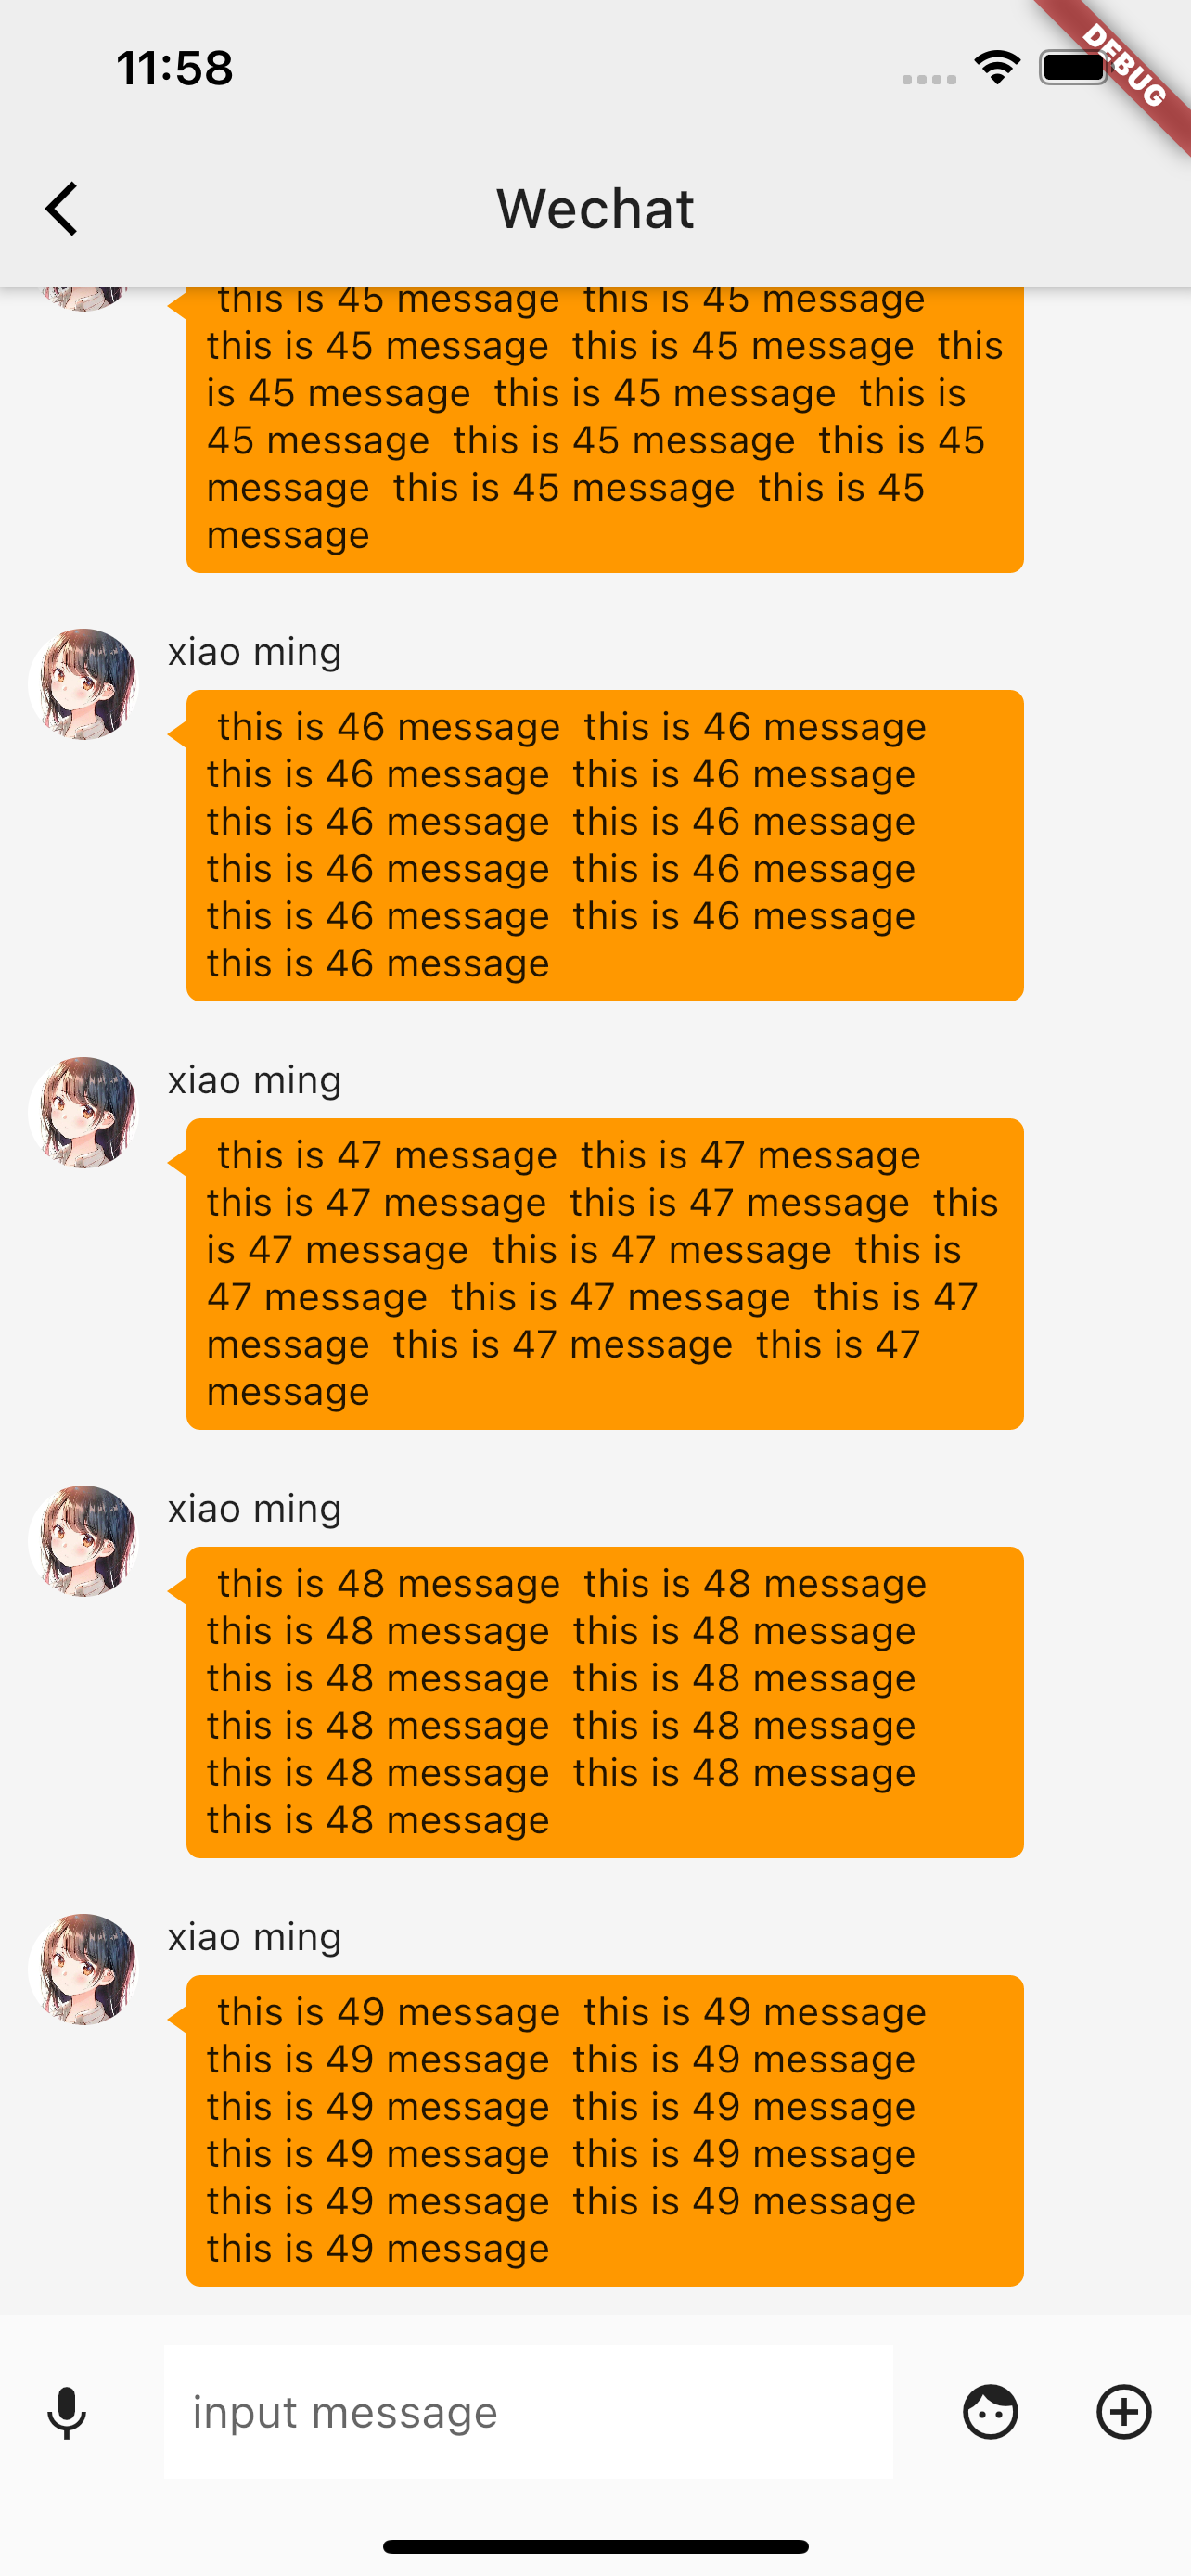 11:58
DEBUG
Wechat
this is 45 message  this is 45 message
this is 45 message  this is 45 message  this
is 45 message  this is 45 message  this is
45 message  this is 45 message  this is 45
message  this is 45 message  this is 45
message
xiao ming
this is 46 message  this is 46 message
this is 46 message  this is 46 message
this is 46 message  this is 46 message
this is 46 message  this is 46 message
this is 46 message  this is 46 message
this is 46 message
xiao ming
this is 47 message  this is 47 message
this is 47 message  this is 47 message  this
is 47 message  this is 47 message  this is
47 message  this is 47 message  this is 47
message  this is 47 message  this is 47
message
xiao ming
this is 48 message  this is 48 message
this is 48 message  this is 48 message
this is 48 message  this is 48 message
this is 48 message  this is 48 message
this is 48 message  this is 48 message
this is 48 message
xiao ming
this is 49 message  this is 49 message
this is 49 message  this is 49 message
this is 49 message  this is 49 message
this is 49 message  this is 49 message
this is 49 message  this is 49 message
this is 49 message
input message